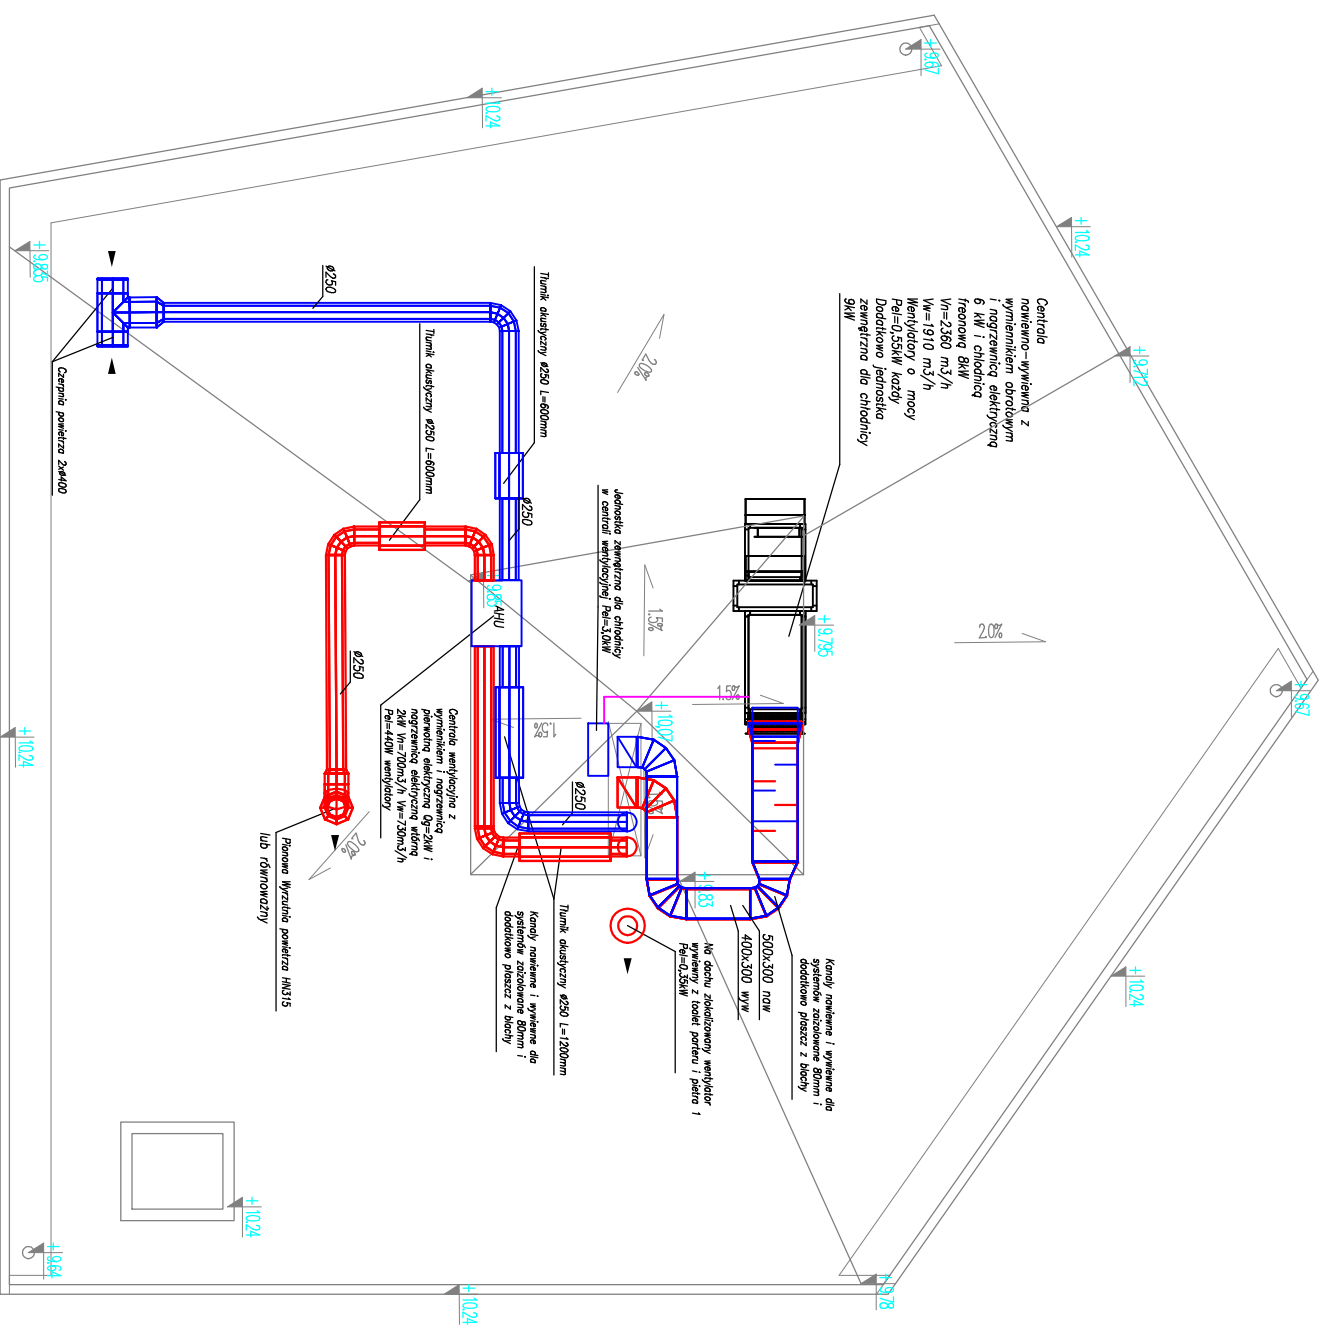 + 9.67
+ 10.24
+ 10.24
+ 9.835
+ 9.712
Centrala
nawiewno-wywiewna z
wymiennikiem obrotowym
i nagrzewnicą elektryczną
6 kW i chłodnicą
freonową 8kW
Vn=2360 m3/h
Vw=1910 m3/h
Wentylatory o mocy
Pel=0,55kW każdy
Dodatkowo jednostka
zewnętrzna dla chłodnicy
9kW
Tłumik akustyczny ø250 L=600mm
Tłumik akustyczny ø250 L=600mm
ø250
Czerpnia powietrza 2xø400
2.0%
ø250
Jednostka zewnętrzna dla chłodnicy
w centrali wentylacyjnej Pel=3,0kW
+ 9.85
AHU
1.5%
+ 9.795
2.0%
+ 9.67
1.5%
+ 10.02
1.5%
ø250
ø250
Centrala wentylacyjna z
wymienikiem i nagrzewnicą
pierwotną elektryczną Qg=2kW i
nagrzewnicą elektryczną wtórną
2kW Vn=700m3/h Vw=730m3/h
Pel=440W wentylatory
+ 10.24
2.0%
Pionowa Wyrzutnia powietrza HN315
lub równoważny
+ 9.83
Tłumik akustyczny ø250 L=1200mm
Kanały nawiewne i wywiewne dla
systemów zaizolowane 80mm i
dodatkowo płaszcz z blachy
500x300 naw
400x300 wyw
Na dachu zlokalizowany wentylator
wywiewny z toalet parteru i piętra 1
Pel=0,35kW
Kanały nawiewne i wywiewne dla
systemów zaizolowane 80mm i
dodatkowo płaszcz z blachy
+ 10.24
+ 10.24
+ 9.64
+ 10.24
+ 9.78